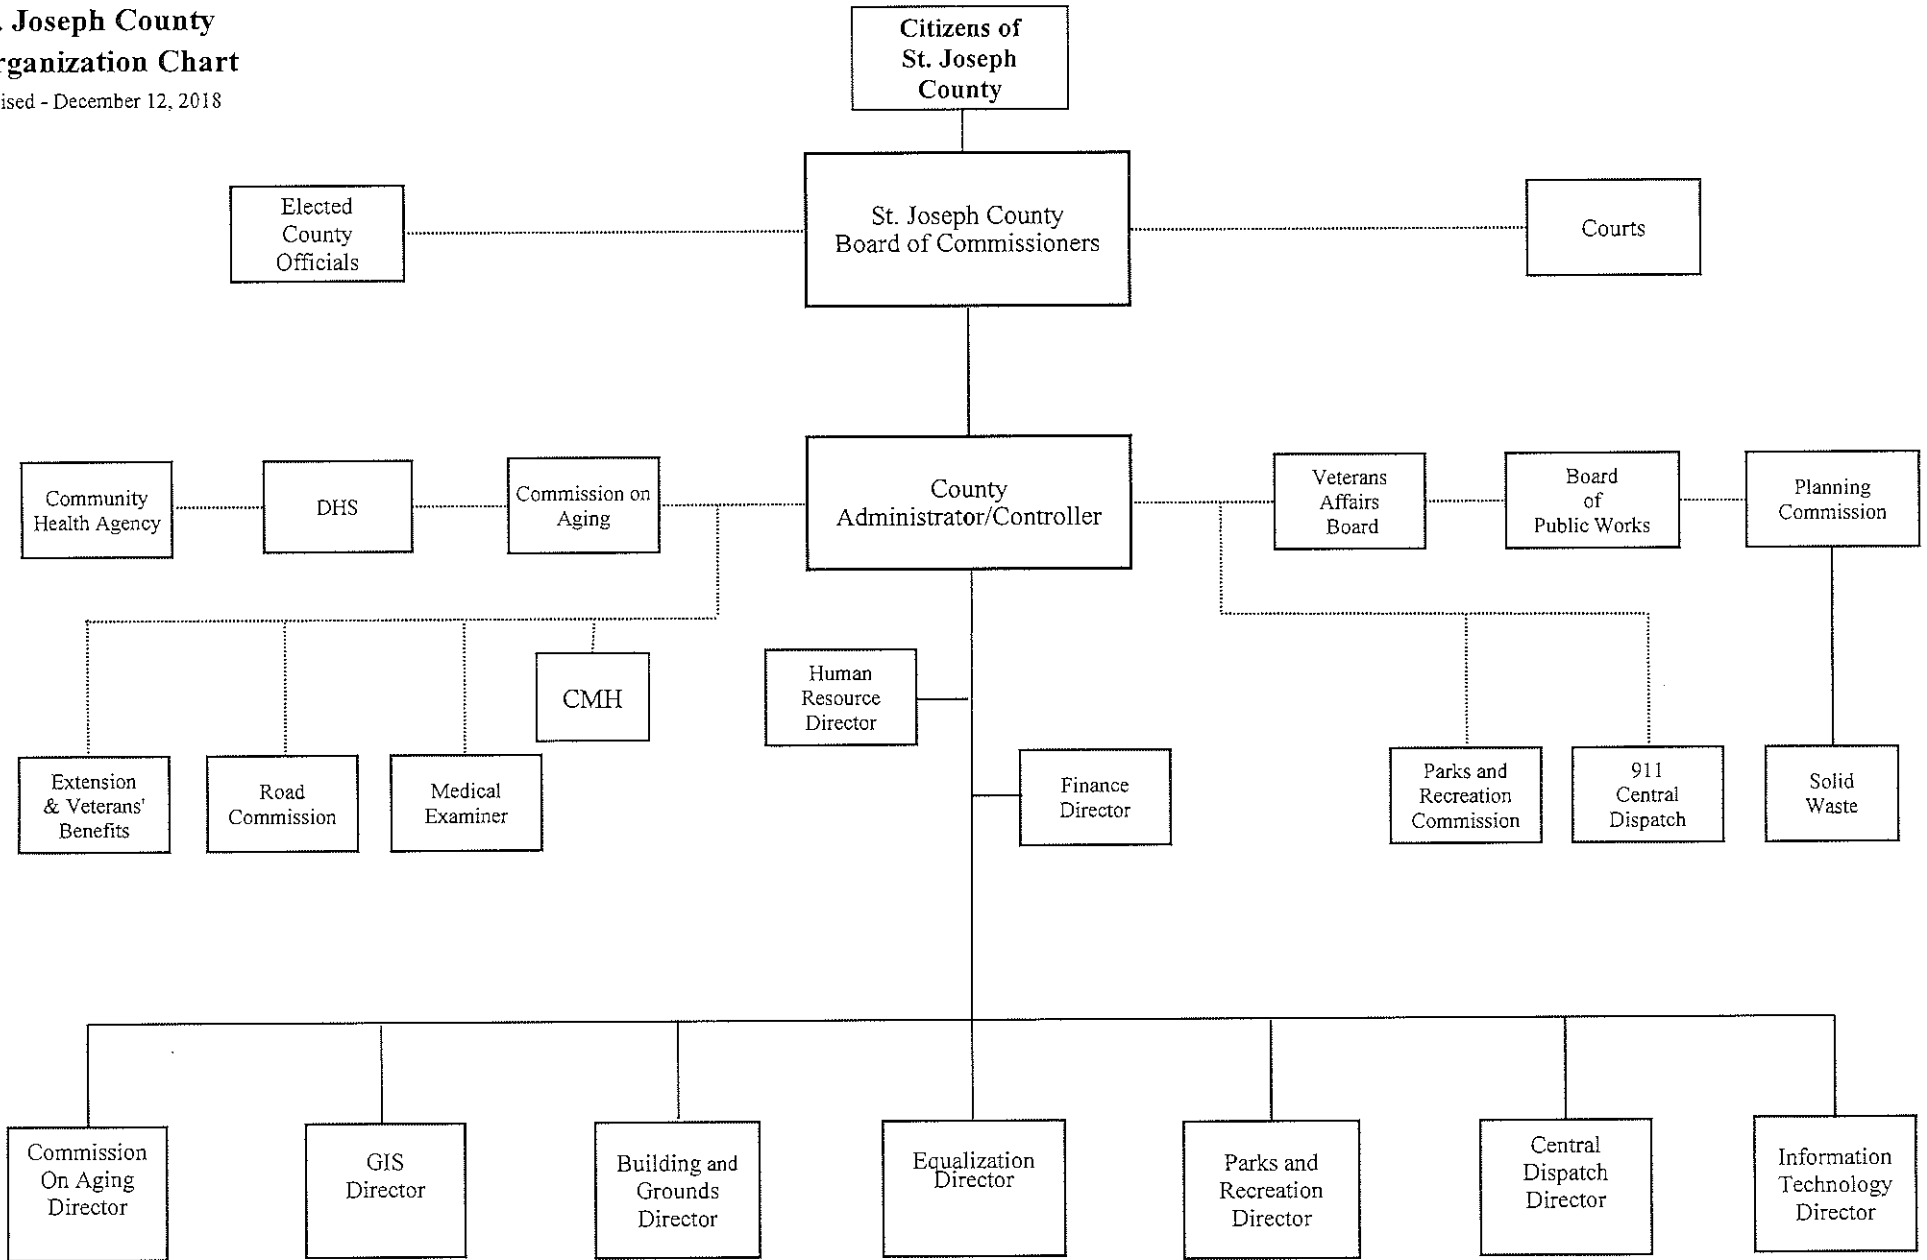 . Joseph County
rganization Chart
ised - December 12, 2018
Citizens of
St. Joseph
County
Elected
County
Officials
St. Joseph County
Board of Commissioners
Courts
Community
Health Agency
DHS
Commission on
Aging
County
Administrator/Controller
Veterans
Affairs
Board
Board
of
Public Works
Planning
Commission
CMH
Human
Resource
Director
Extension
& Veterans'
Benefits
Road
Commission
Medical
Examiner
Finance
Director
Parks and
Recreation
Commission
911
Central
Dispatch
Solid
Waste
Commission
On Aging
Director
GIS
Director
Building and
Grounds
Director
Equalization
Director
Parks and
Recreation
Director
Central
Dispatch
Director
Information
Technology
Director